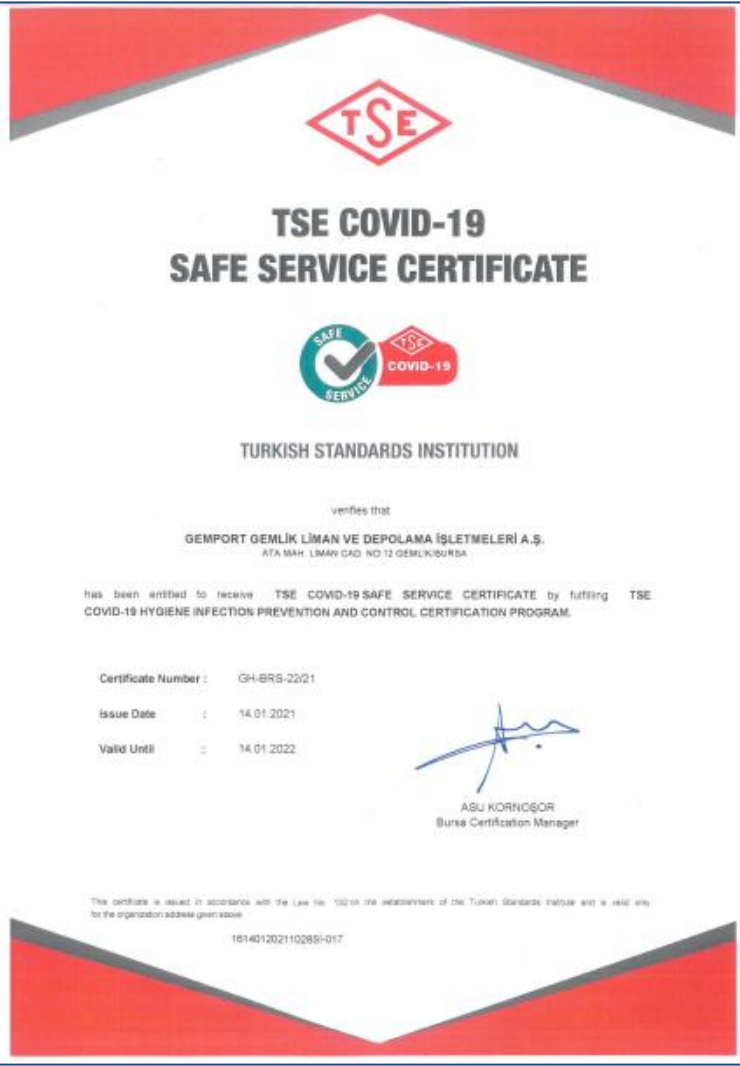 TSE
TSE COVID-19
SAFE SERVICE CERTIFICATE
SAFE
SERVICE
TSE
COVID-19
TURKISH STANDARDS INSTITUTION
verifies that
GEMPORT GEMLİK LİMAN VE DEPOLAMA İŞLETMELERİ A.Ş.
ATA MAH. LIMAN CAD. NO:12 GEMLİK/BURSA
has been entitled to receive TSE COVID-19 SAFE SERVICE CERTIFICATE by fulfilling TSE
COVID-19 HYGIENE INFECTION PREVENTION AND CONTROL CERTIFICATION PROGRAM.
Certificate Number : GH-BRS-22/21
Issue Date : 14.01.2021
Valid Until : 14.01.2022
ASU KORNOŞOR
Bursa Certification Manager
This certificate is issued in accordance with the Law No. 132 on the establishment of the Turkish Standards Institute and is valid only
for the organization address given above